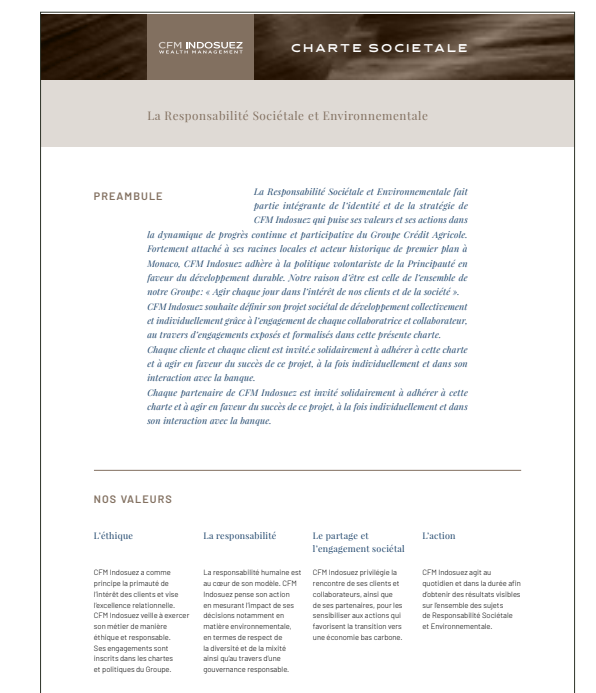 CFM INDOSUEZ
WEALTH MANAGEMENT
CHARTE SOCIETALE
La Responsabilité Sociétale et Environnementale
PREAMBULE
La Responsabilité Sociétale et Environnementale fait
partie intégrante de l'identité et de la stratégie de
CFM Indosuez qui puise ses valeurs et ses actions dans
la dynamique de progrès continue et participative du Groupe Crédit Agricole.
Fortement attaché à ses racines locales et acteur historique de premier plan à
Monaco, CFM Indosuez adhère à la politique volontariste de la Principauté en
faveur du développement durable. Notre raison d'être est celle de l'ensemble de
notre Groupe: « Agir chaque jour dans l'intérêt de nos clients et de la société ».
CFM Indosuez souhaite définir son projet sociétal de développement collectivement
et individuellement grâce à l'engagement de chaque collaboratrice et collaborateur,
au travers d'engagements exposés et formalisés dans cette présente charte.
Chaque cliente et chaque client est invité.e solidairement à adhérer à cette charte
et à agir en faveur du succès de ce projet, à la fois individuellement et dans son
interaction avec la banque.
Chaque partenaire de CFM Indosuez est invité solidairement à adhérer à cette
charte et à agir en faveur du succès de ce projet, à la fois individuellement et dans
son interaction avec la banque.
NOS VALEURS
L'éthique
CFM Indosuez a comme
principe la primauté de
l'intérêt des clients et vise
l'excellence relationnelle.
CFM Indosuez veille à exercer
son métier de manière
éthique et responsable.
Ses engagements sont
inscrits dans les chartes
et politiques du Groupe.
La responsabilité
La responsabilité humaine est
au cœur de son modèle. CFM
Indosuez pense son action
en mesurant l'impact de ses
décisions notamment en
matière environnementale,
en termes de respect de
la diversité et de la mixité
ainsi qu'au travers d'une
gouvernance responsable.
Le partage et
l'engagement sociétal
CFM Indosuez privilégie la
rencontre de ses clients et
collaborateurs, ainsi que
de ses partenaires, pour les
sensibiliser aux actions qui
favorisent la transition vers
une économie bas carbone.
L'action
CFM Indosuez agit au
quotidien et dans la durée afin
d'obtenir des résultats visibles
sur l'ensemble des sujets
de Responsabilité Sociétale
et Environnementale.